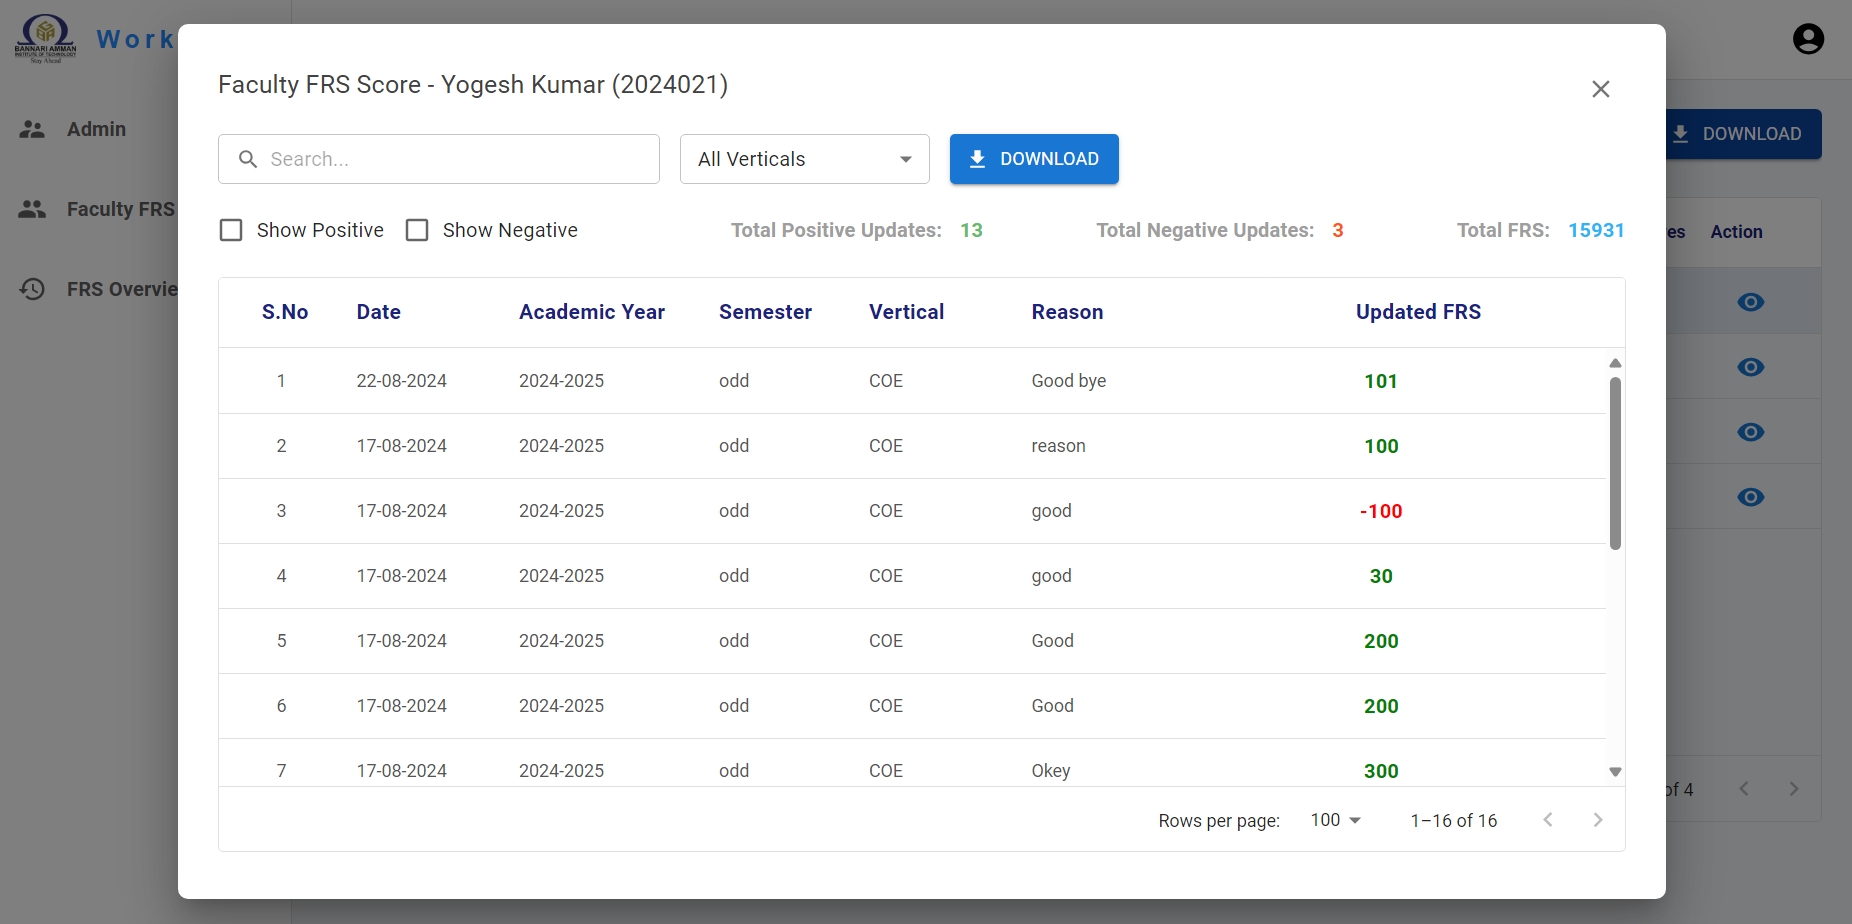 BANNARI AMMAN
INSTITUTE OF TECHNOLOGY
Stay Ahead
Work
Admin
Faculty FRS
FRS Overvie
Faculty FRS Score - Yogesh Kumar (2024021)
Search...
All Verticals
DOWNLOAD
DOWNLOAD
Show Positive
Show Negative
Total Positive Updates: 13
Total Negative Updates: 3
Total FRS: 15931
es Action
S.No Date Academic Year Semester Vertical Reason Updated FRS
1 22-08-2024 2024-2025 odd COE Good bye 101
2 17-08-2024 2024-2025 odd COE reason 100
3 17-08-2024 2024-2025 odd COE good -100
4 17-08-2024 2024-2025 odd COE good 30
5 17-08-2024 2024-2025 odd COE Good 200
6 17-08-2024 2024-2025 odd COE Good 200
7 17-08-2024 2024-2025 odd COE Okey 300
Rows per page: 100 1–16 of 16
of 4